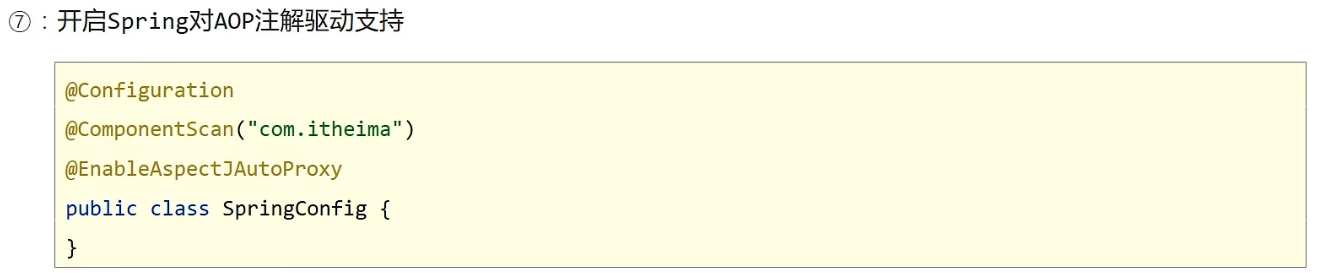 ⑦：开启Spring对AOP注解驱动支持
@Configuration
@ComponentScan("com.itheima")
@EnableAspectJAutoProxy
public class SpringConfig {
}